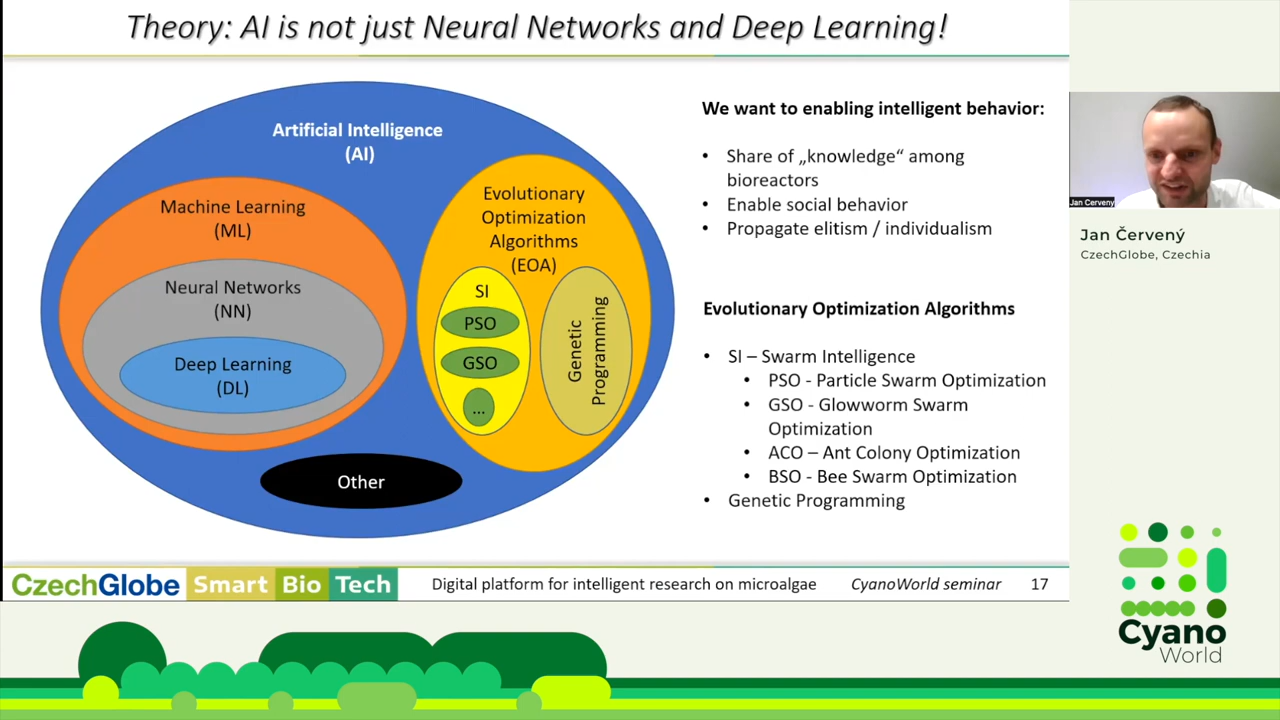 Theory: AI is not just Neural Networks and Deep Learning!
Artificial Intelligence
(AI)
Machine Learning
(ML)
Neural Networks
(NN)
Deep Learning
(DL)
Evolutionary
Optimization
Algorithms
(EOA)
SI
PSO
GSO
...
Genetic
Programming
Other
We want to enabling intelligent behavior:
• Share of „knowledge“ among
bioreactors
• Enable social behavior
• Propagate elitism / individualism
Evolutionary Optimization Algorithms
• SI – Swarm Intelligence
• PSO - Particle Swarm Optimization
• GSO - Glowworm Swarm
Optimization
• ACO – Ant Colony Optimization
• BSO - Bee Swarm Optimization
• Genetic Programming
CzechGlobe Smart Bio Tech
Digital platform for intelligent research on microalgae
CyanoWorld seminar
17
Jan Cerveny
Jan Červený
CzechGlobe, Czechia
Cyano
World